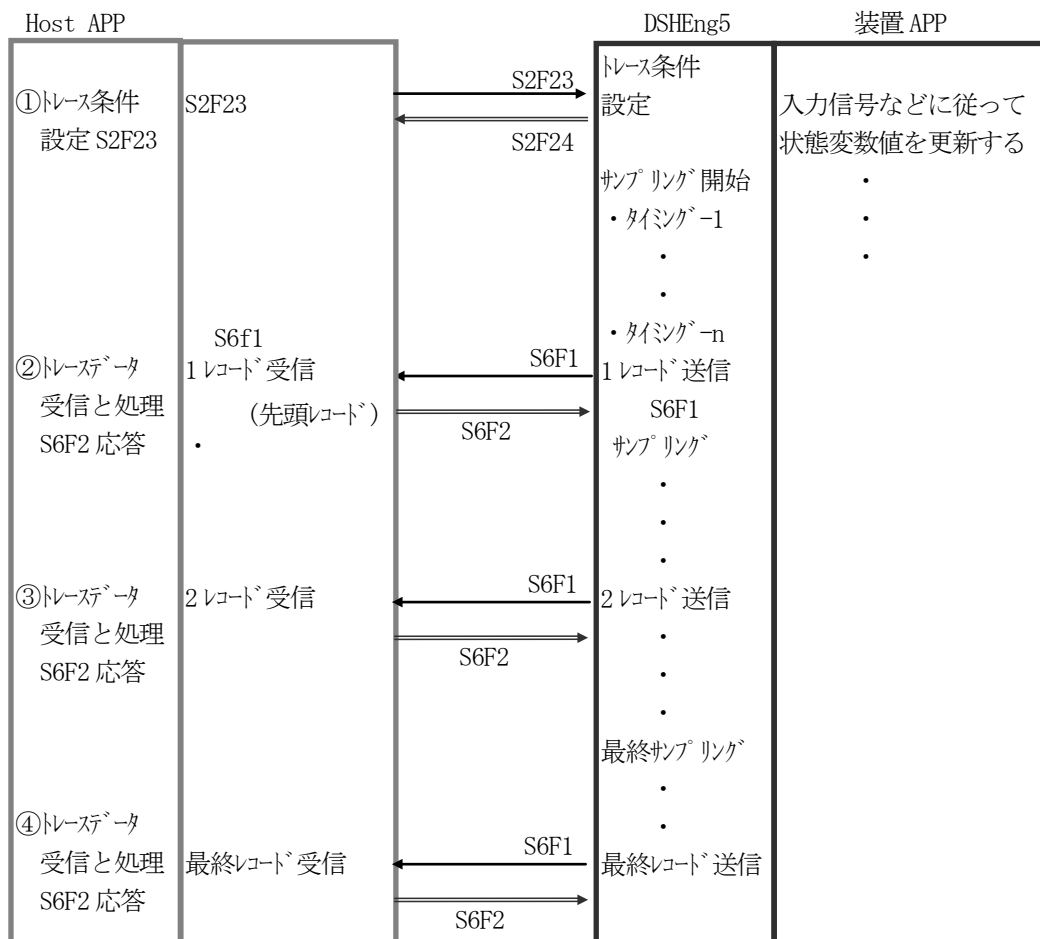 Host APP DSHEng5 装置 APP
トレース条件
S2F23
①トレース条件 S2F23 設定 入力信号などに従って
設定 S2F23 S2F24 状態変数値を更新する
サンプリング開始 ・
・タイミング-1 ・
・ ・
・
S6f1 ・タイミング-n
②トレースデータ 1 レコード受信 S6F1 1 レコード送信
受信と処理 (先頭レコード) S6F2 S6F1
S6F2 応答 ・ サンプリング
・
・
・
③トレースデータ 2 レコード受信 S6F1 2 レコード送信
受信と処理 S6F2 ・
S6F2 応答 ・
・
最終サンプリング
・
④トレースデータ ・
受信と処理 最終レコード受信 S6F1 最終レコード送信
S6F2 応答 S6F2